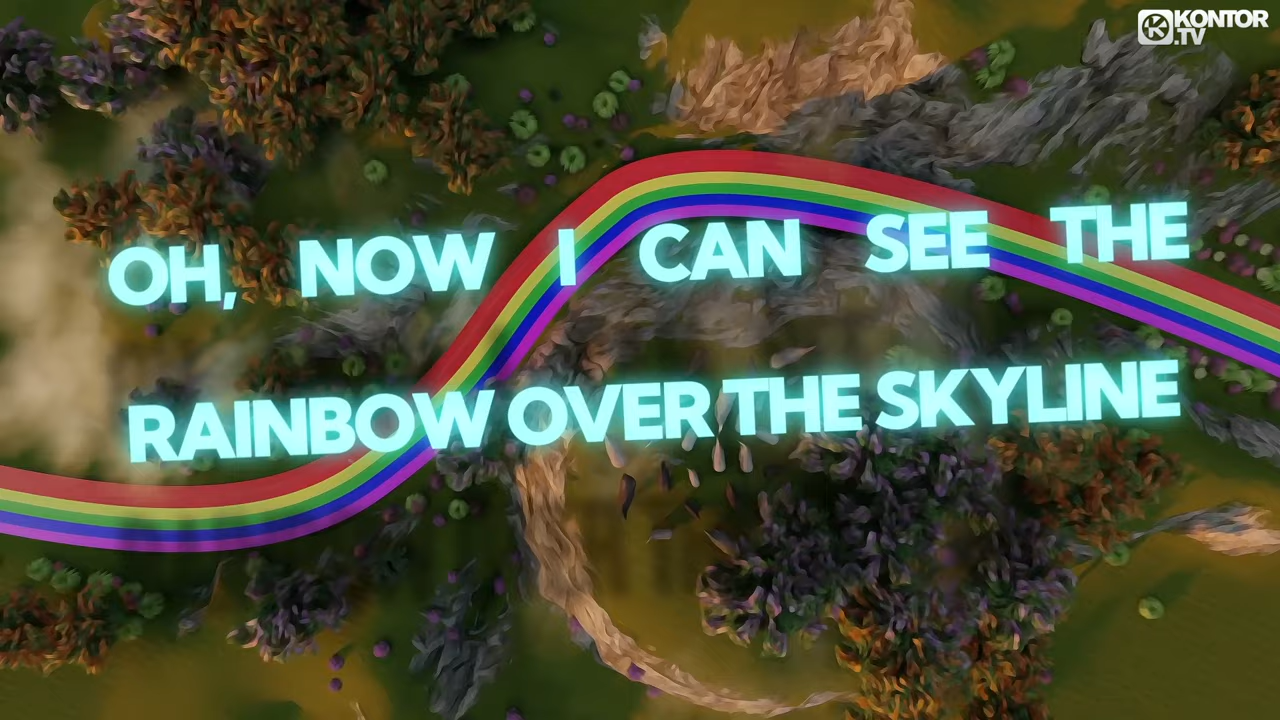 KONTOR
.TV
OH, NOW I CAN SEE THE
RAINBOW OVER THE SKYLINE